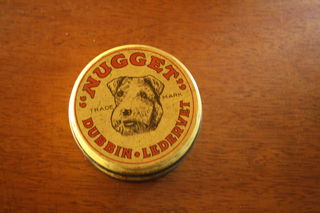 "NUGGET"
TRADE MARK
DUBBIN · LEDERVET